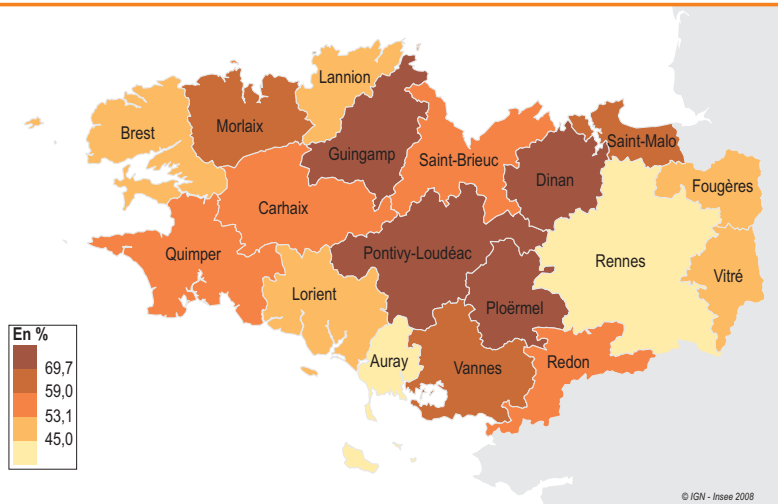 Lannion
Brest
Morlaix
Guingamp
Saint-Brieuc
Saint-Malo
Dinan
Fougères
Carhaix
Quimper
Pontivy-Loudéac
Rennes
Vitré
Lorient
Ploërmel
Auray
Vannes
Redon
En %
69,7
59,0
53,1
45,0
© IGN - Insee 2008